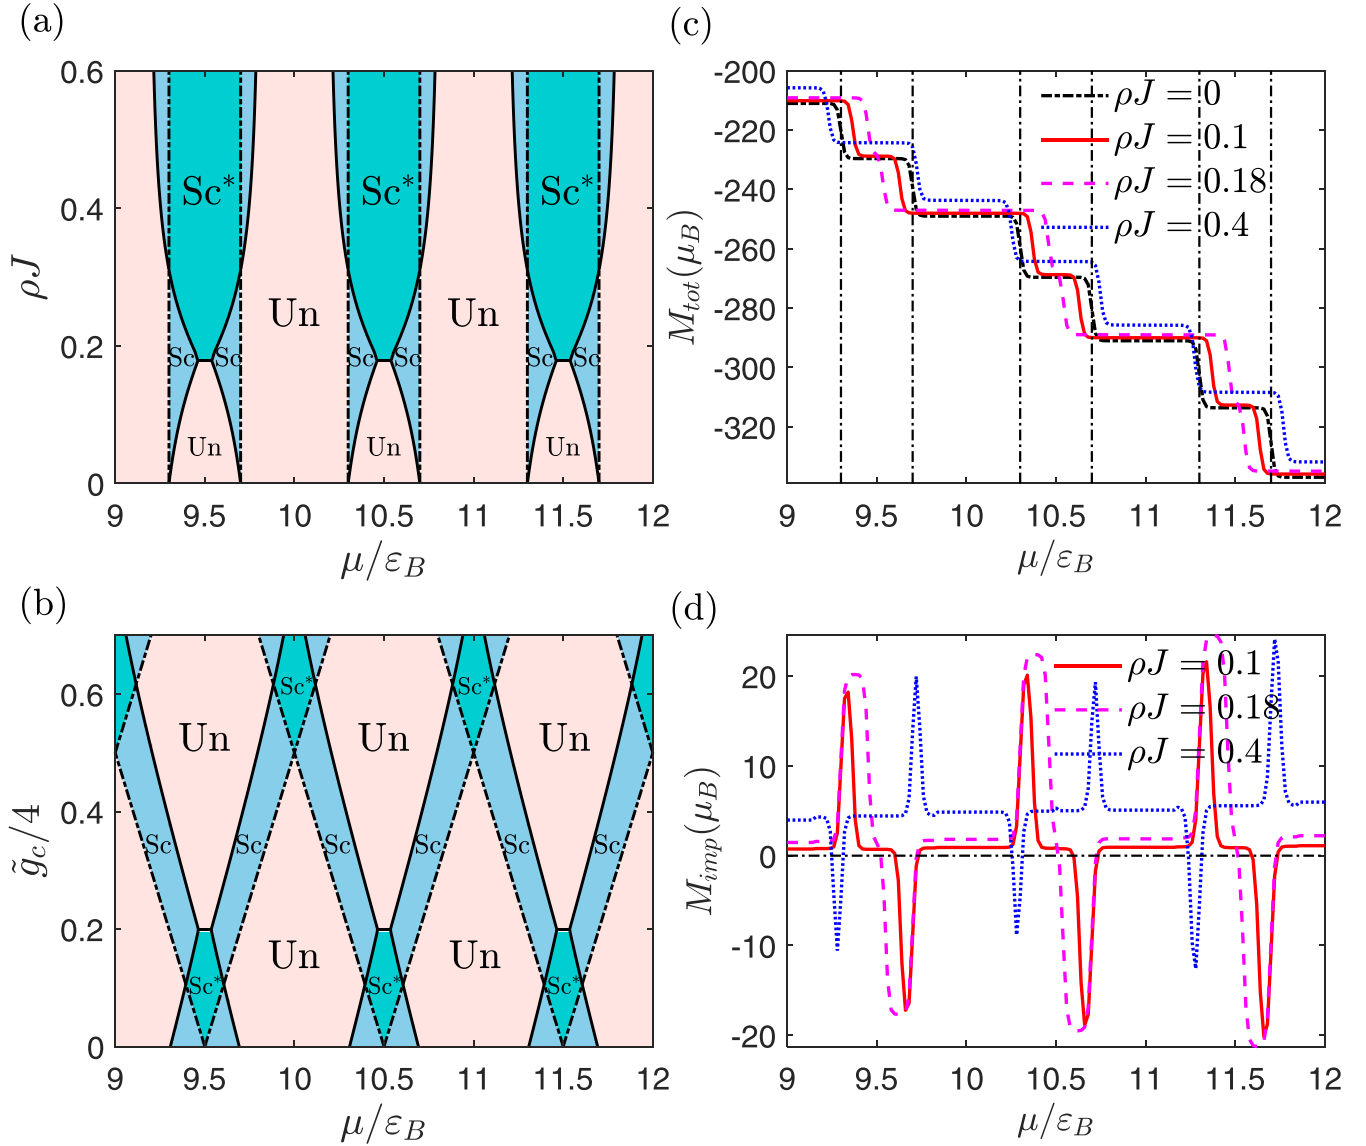 (a)
0.6
0.4
0.2
0
ρJ
Sc* Sc* Sc*
Un Un
Sc Sc Sc Sc Sc Sc
Un Un Un
9 9.5 10 10.5 11 11.5 12
μ/ε_B
(c)
-200
-220
-240
-260
-280
-300
-320
M_tot(μ_B)
ρJ = 0
ρJ = 0.1
ρJ = 0.18
ρJ = 0.4
9 9.5 10 10.5 11 11.5 12
μ/ε_B
(b)
0.6
0.4
0.2
0
g̃_c/4
Sc* Sc*
Un Un Un
Sc Sc Sc Sc
Un Un
Sc* Sc* Sc*
9 9.5 10 10.5 11 11.5 12
μ/ε_B
(d)
20
10
0
-10
-20
M_imp(μ_B)
ρJ = 0.1
ρJ = 0.18
ρJ = 0.4
9 9.5 10 10.5 11 11.5 12
μ/ε_B